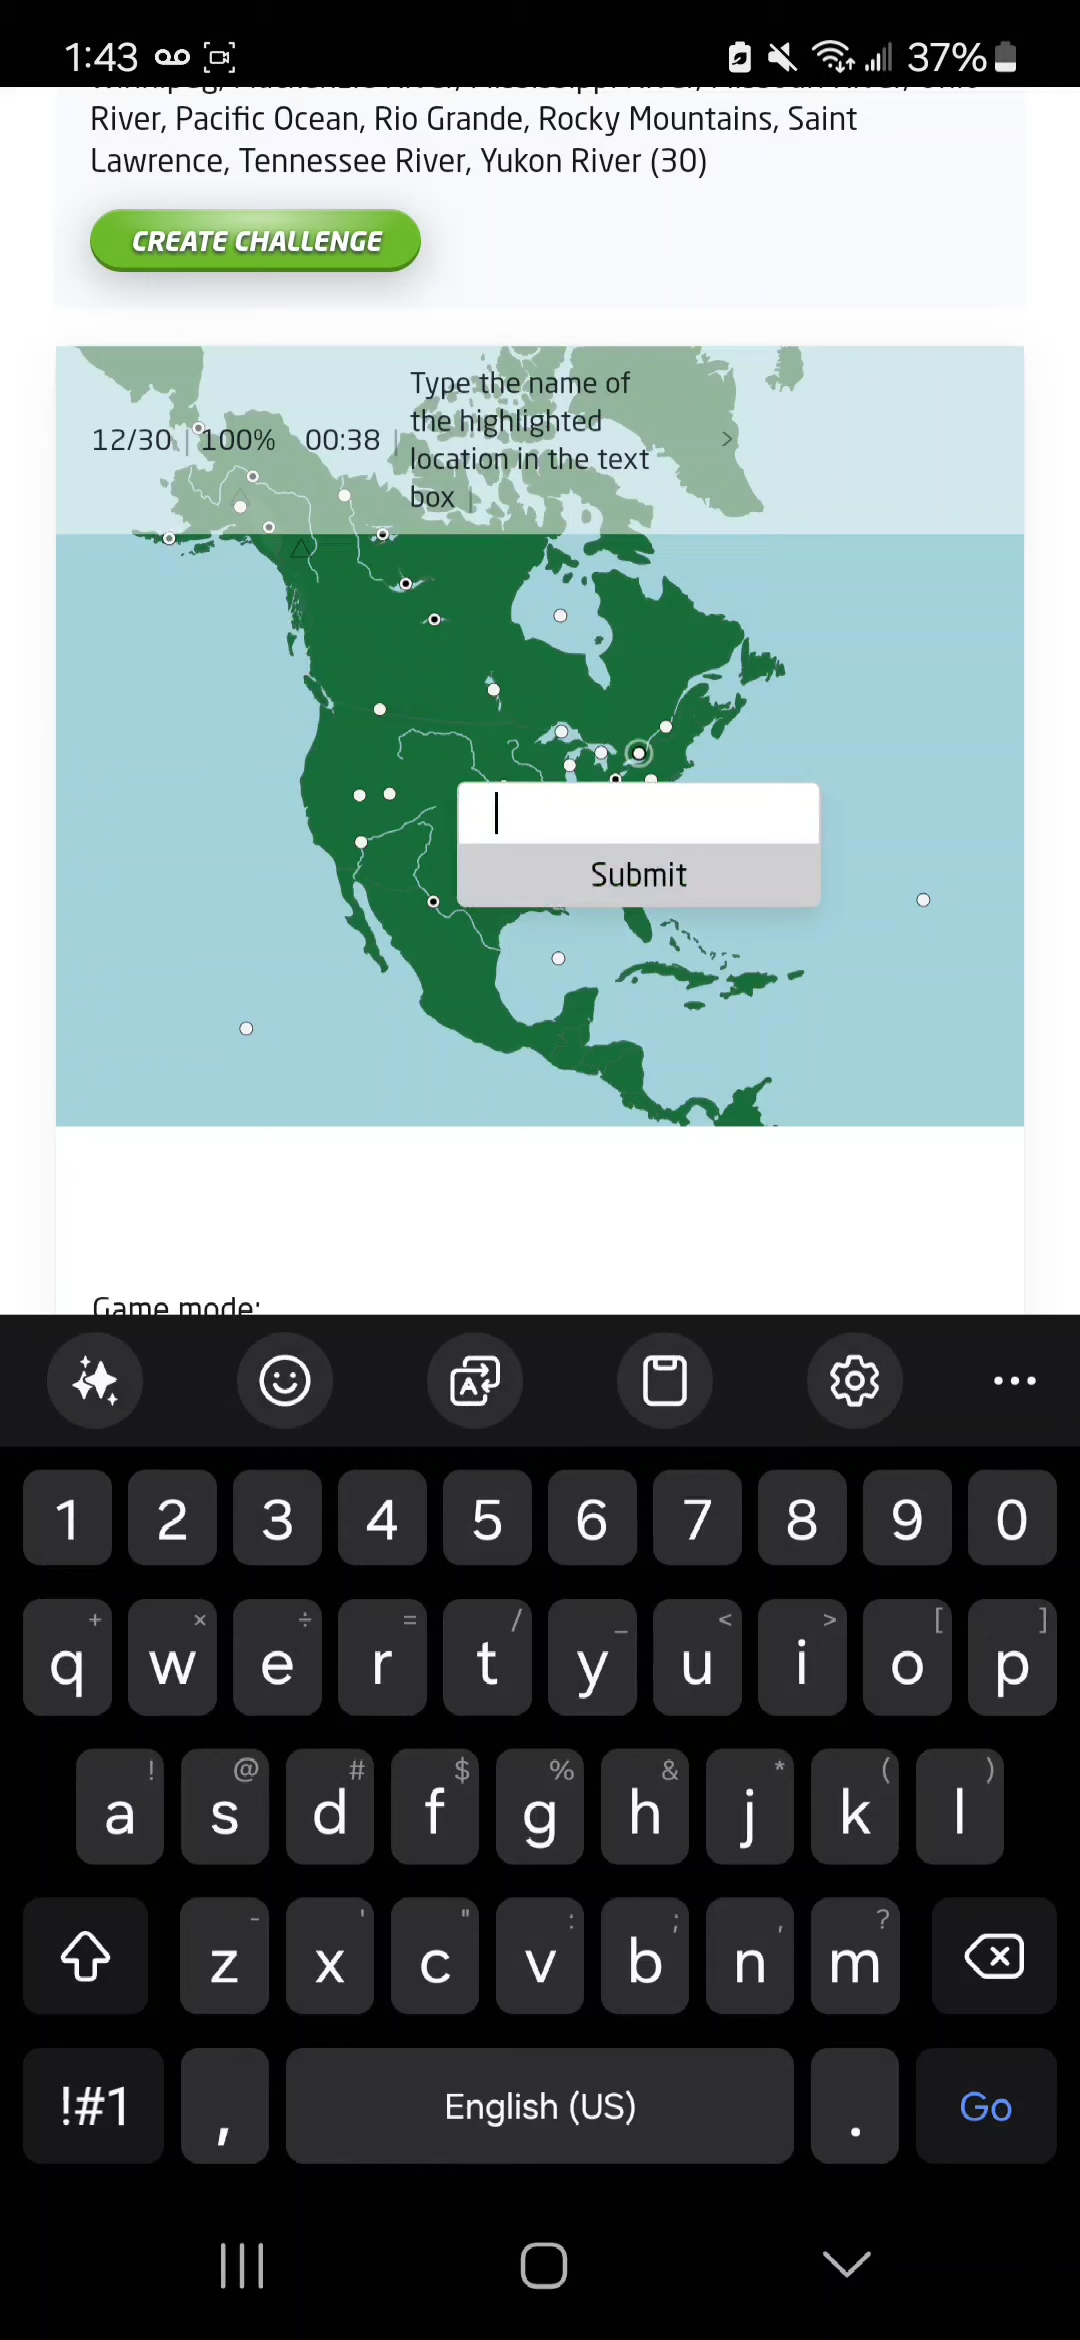 1:43
37%
River, Pacific Ocean, Rio Grande, Rocky Mountains, Saint
Lawrence, Tennessee River, Yukon River (30)
CREATE CHALLENGE
Type the name of
the highlighted
location in the text
box |
12/30 | 100% 00:38 |
Submit
Game mode:
1 2 3 4 5 6 7 8 9 0
+ × ÷ = / _ < > [ ]
q w e r t y u i o p
! @ # $ % & * ( )
a s d f g h j k l
- ' " : ; , ?
z x c v b n m
!#1 , English (US) . Go